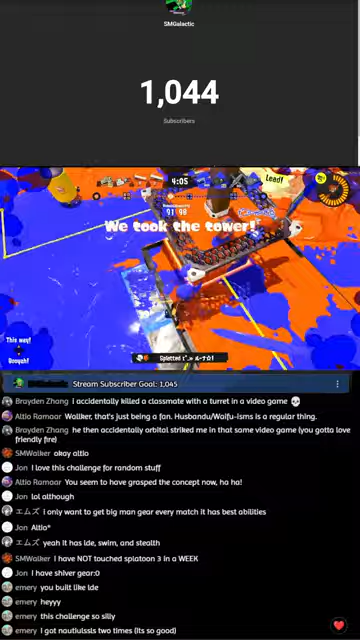 SMGalactic
1,044
Subscribers
4:05
Lead!
91 98
We took the tower!
This way!
Ouuguh!
Splatted
SMGalactic Stream Subscriber Goal: 1,045
Brayden Zhang i accidentally killed a classmate with a turret in a video game 💀
Altio Ramaar Wallker, that's just being a fan. Husbandu/Waifu-isms is a regular thing.
Brayden Zhang he then accidentally orbital striked me in that same video game (you gotta love
friendly fire)
SMWalker okay altio
Jon I love this challenge for random stuff
Altio Ramaar You seem to have grasped the concept now, ha ha!
Jon lol although
エムズ i only want to get big man gear every match it has best abilities
Jon Altio*
エムズ yeah it has ide, swim, and stealth
SMWalker I have NOT touched splatoon 3 in a WEEK
Jon I have shiver gear:0
emery you built like ide
emery heyyy
emery this challenge so silly
emery I got nautiulssls two times (its so good)